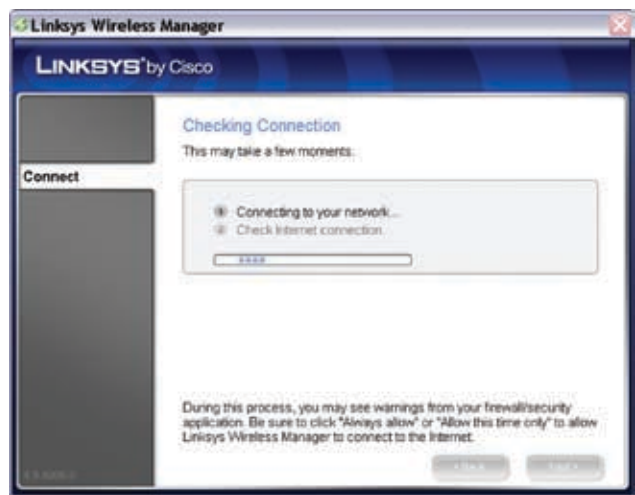 Linksys Wireless Manager
LINKSYS by Cisco
Checking Connection
This may take a few moments.
Connect
Connecting to your network...
Check Internet connection.
During this process, you may see warnings from your firewall/security
application. Be sure to click "Always allow" or "Allow this time only" to allow
Linksys Wireless Manager to connect to the Internet.